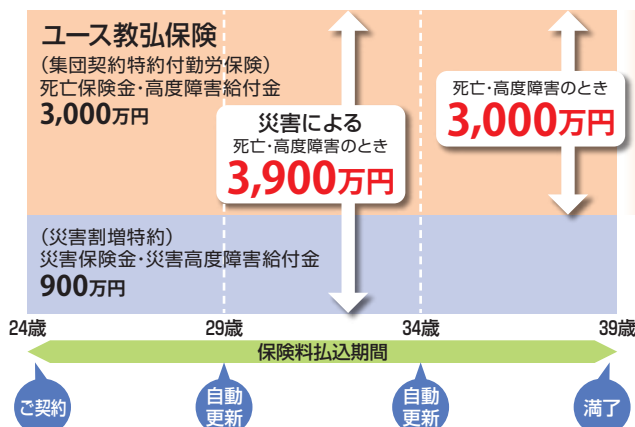 ユース教弘保険
（集団契約特約付勤労保険）
死亡保険金・高度障害給付金
3,000万円
災害による
死亡・高度障害のとき
3,900万円
死亡・高度障害のとき
3,000万円
（災害割増特約）
災害保険金・災害高度障害給付金
900万円
24歳
29歳
34歳
39歳
保険料払込期間
ご契約
自動
更新
自動
更新
満了